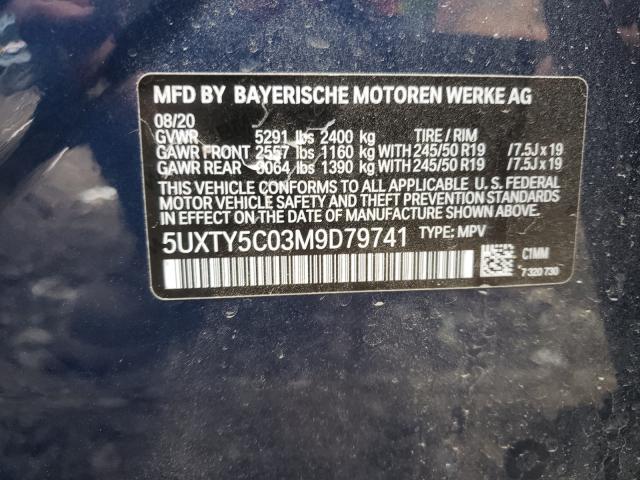 MFD BY BAYERISCHE MOTOREN WERKE AG
08/20
GVWR 5291 lbs 2400 kg TIRE / RIM
GAWR FRONT 2557 lbs 1160 kg WITH 245/50 R19 /7.5J x 19
GAWR REAR 3064 lbs 1390 kg WITH 245/50 R19 /7.5J x 19
THIS VEHICLE CONFORMS TO ALL APPLICABLE U. S. FEDERAL
MOTOR VEHICLE SAFETY, BUMPER, AND THEFT PREVENTION STANDARDS
IN EFFECT ON THE DATE OF MANUFACTURE SHOWN ABOVE.
5UXTY5C03M9D79741 TYPE: MPV
C1MM
7 320 730